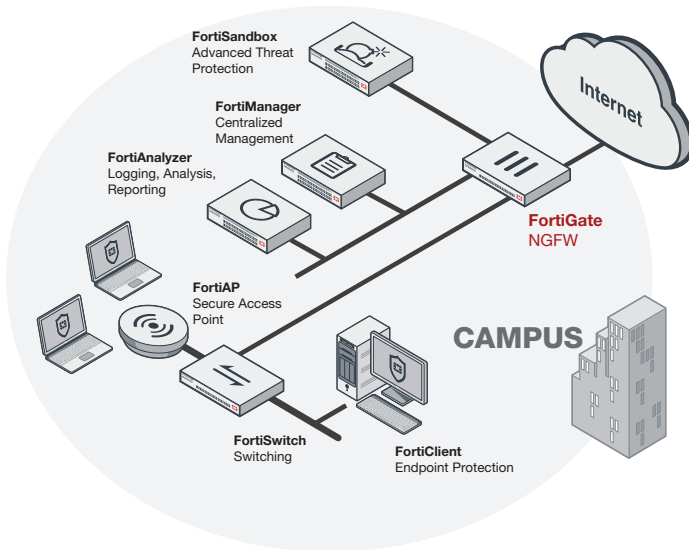 FortiSandbox
Advanced Threat
Protection
FortiManager
Centralized
Management
FortiAnalyzer
Logging, Analysis,
Reporting
Internet
FortiGate
NGFW
FortiAP
Secure Access
Point
CAMPUS
FortiSwitch
Switching
FortiClient
Endpoint Protection